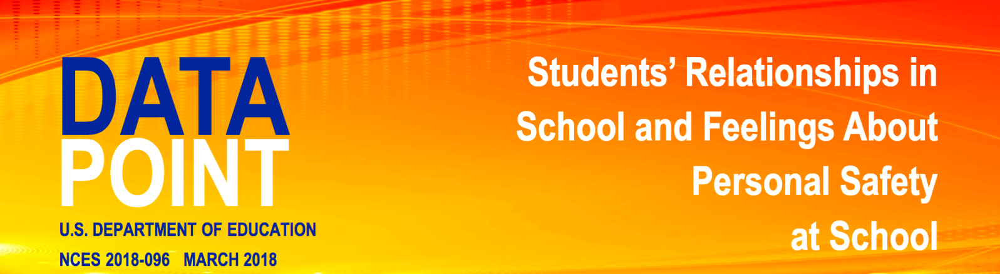 DATA
POINT
U.S. DEPARTMENT OF EDUCATION
NCES 2018-096 MARCH 2018
Students’ Relationships in
School and Feelings About
Personal Safety
at School